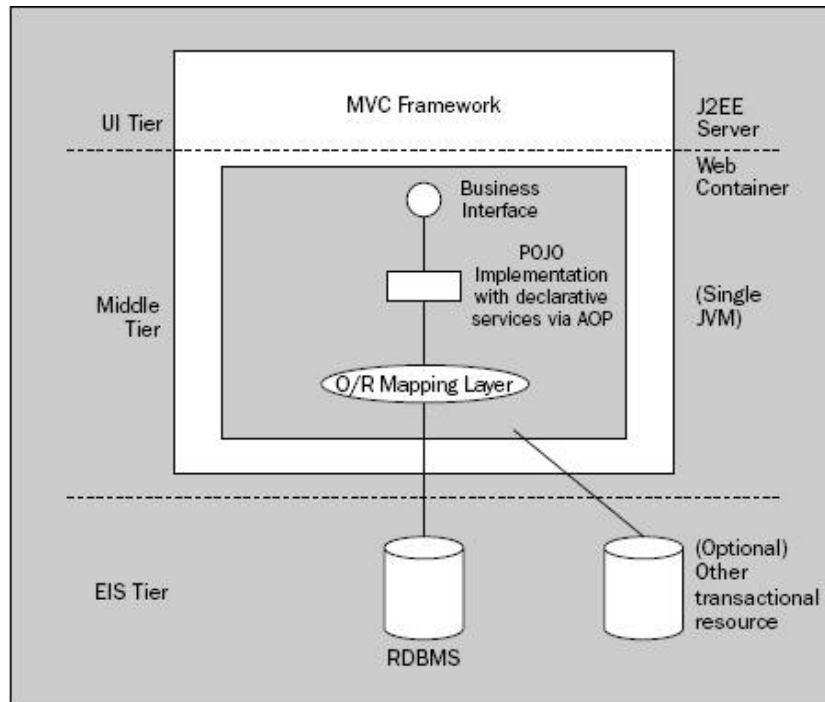 MVC Framework
UI Tier
J2EE
Server
Web
Container
Business
Interface
POJO
Implementation
with declarative
services via AOP
Middle
Tier
(Single
JVM)
O/R Mapping Layer
EIS Tier
RDBMS
(Optional)
Other
transactional
resource